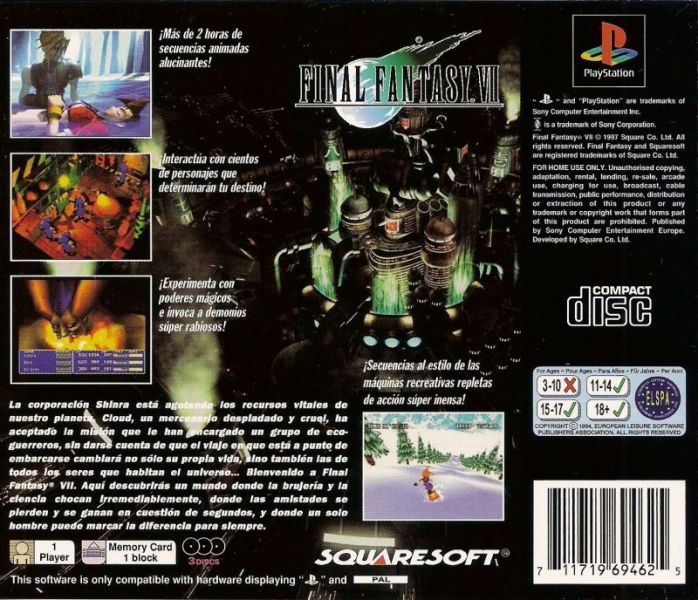 ¡Más de 2 horas de
secuencias animadas
alucinantes!
FINAL FANTASY VII
PlayStation
" " and "PlayStation" are trademarks of
Sony Computer Entertainment Inc.
is a trademark of Sony Corporation.
Final Fantasy® VII © 1997 Square Co. Ltd. All
rights reserved. Final Fantasy and Squaresoft
are registered trademarks of Square Co. Ltd.
FOR HOME USE ONLY. Unauthorised copying,
adaptation, rental, lending, re-sale, arcade
use, charging for use, broadcast, cable
transmission, public performance, distribution
or extraction of this product or any
trademark or copyright work that forms part
of this product are prohibited. Published
by Sony Computer Entertainment Europe.
Developed by Square Co. Ltd.
¡Interactúa con cientos
de personajes que
determinarán tu destino!
¡Experimenta con
poderes mágicos
e invoca a demonios
súper rabiosos!
COMPACT
disc
¡Secuencias al estilo de las
máquinas recreativas repletas
de acción súper inensa!
For Ages – Pour Ages – Para Años – Für Jahre – Per Anni
3-10
11-14
15-17
18+
ELSPA
COPYRIGHT © 1994, EUROPEAN LEISURE SOFTWARE
PUBLISHERS ASSOCIATION. ALL RIGHTS RESERVED
La corporación Shinra está agotando los recursos vitales de
nuestro planeta. Cloud, un mercenario despiadado y cruel, ha
aceptado la misión que le han encargado un grupo de eco-
guerreros, sin darse cuenta de que el viaje en que está a punto de
embarcarse cambiará no sólo su propia vida, sino también las de
todos los seres que habitan el universo... Bienvenido a Final
Fantasy® VII. Aquí descubrirás un mundo donde la brujería y la
ciencia chocan irremediablemente, donde las amistades se
pierden y se ganan en cuestión de segundos, y donde un solo
hombre puede marcar la diferencia para siempre.
1
Player
Memory Card
1 block
3 DISCS
SQUARESOFT®
This software is only compatible with hardware displaying " " and PAL
7 11719 69462 5